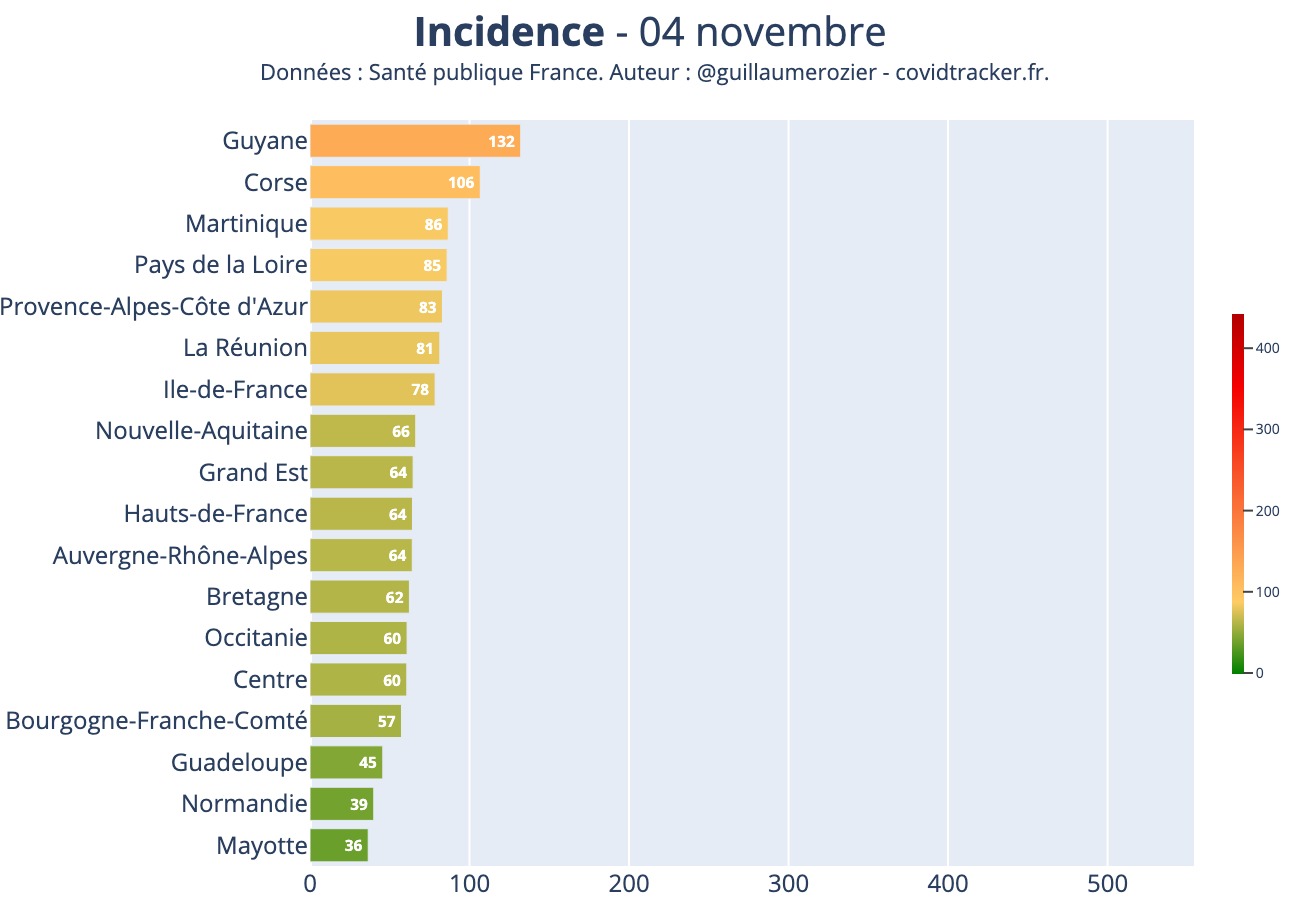 Incidence - 04 novembre
Données : Santé publique France. Auteur : @guillaumerozier - covidtracker.fr.
Guyane 132
Corse 106
Martinique 86
Pays de la Loire 85
Provence-Alpes-Côte d'Azur 83
La Réunion 81
Ile-de-France 78
Nouvelle-Aquitaine 66
Grand Est 64
Hauts-de-France 64
Auvergne-Rhône-Alpes 64
Bretagne 62
Occitanie 60
Centre 60
Bourgogne-Franche-Comté 57
Guadeloupe 45
Normandie 39
Mayotte 36
0 100 200 300 400 500
400
300
200
100
0